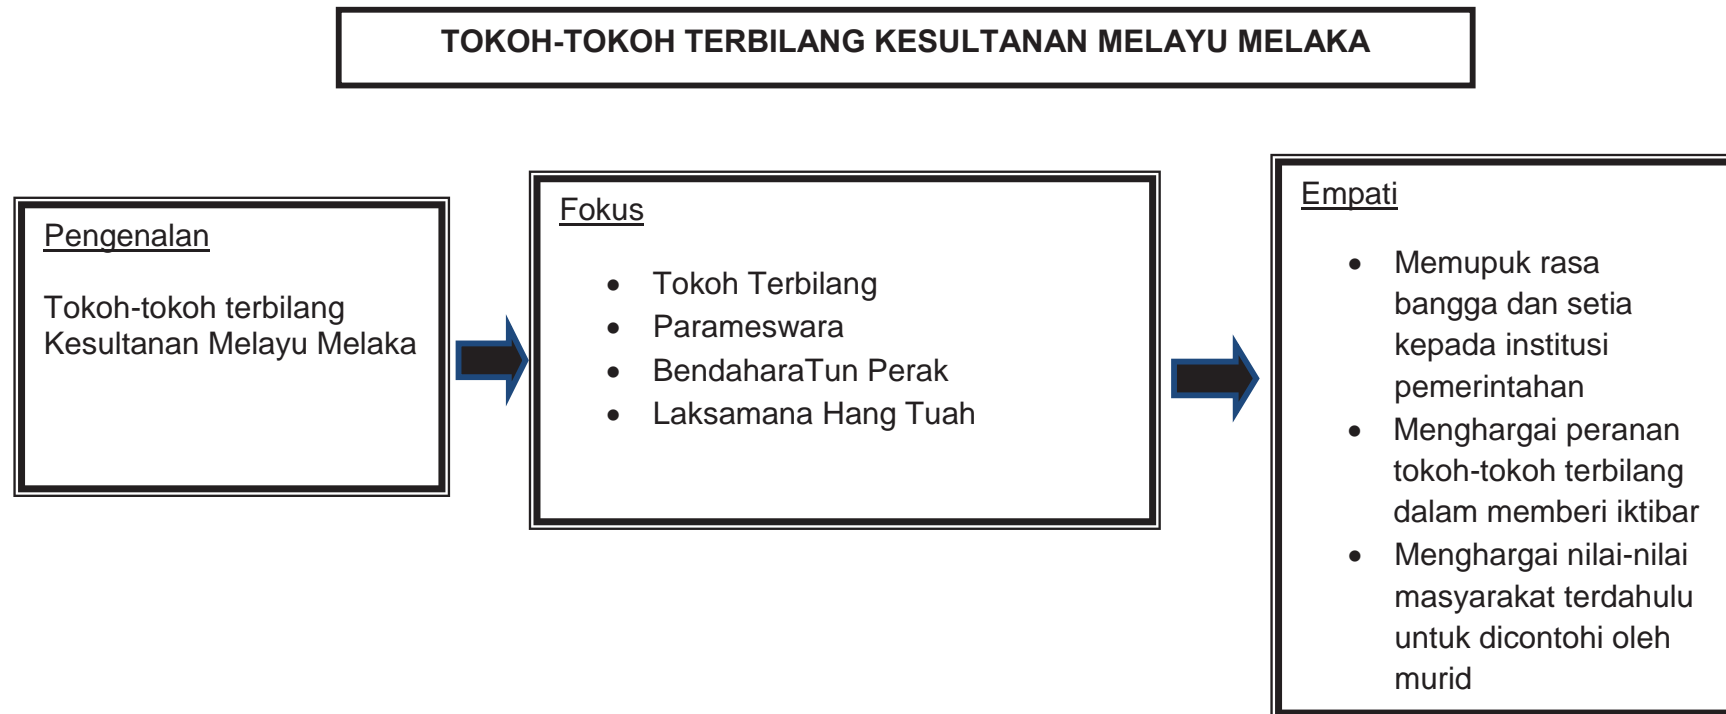 TOKOH-TOKOH TERBILANG KESULTANAN MELAYU MELAKA
Pengenalan
Tokoh-tokoh terbilang
Kesultanan Melayu Melaka
Fokus
• Tokoh Terbilang
• Parameswara
• BendaharaTun Perak
• Laksamana Hang Tuah
Empati
• Memupuk rasa
bangga dan setia
kepada institusi
pemerintahan
• Menghargai peranan
tokoh-tokoh terbilang
dalam memberi iktibar
• Menghargai nilai-nilai
masyarakat terdahulu
untuk dicontohi oleh
murid